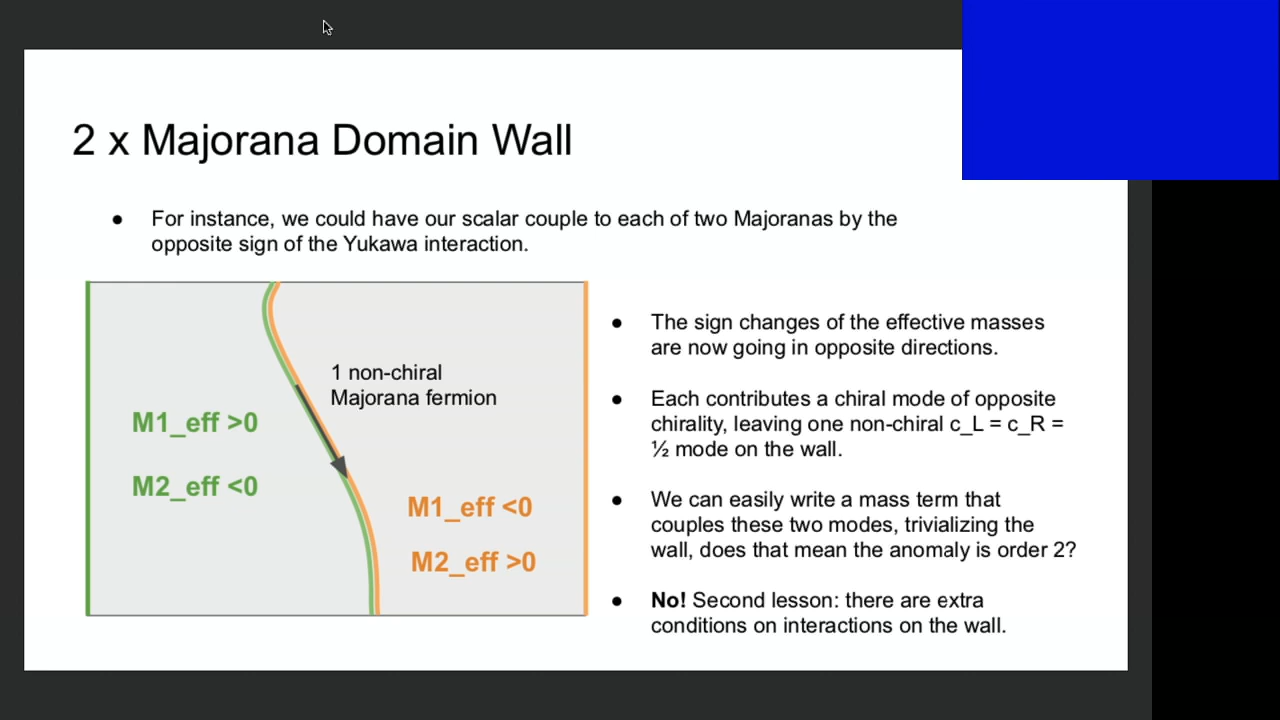 2 x Majorana Domain Wall
● For instance, we could have our scalar couple to each of two Majoranas by the
opposite sign of the Yukawa interaction.
1 non-chiral
Majorana fermion
M1_eff >0
M2_eff <0
M1_eff <0
M2_eff >0
● The sign changes of the effective masses
are now going in opposite directions.
● Each contributes a chiral mode of opposite
chirality, leaving one non-chiral c_L = c_R =
½ mode on the wall.
● We can easily write a mass term that
couples these two modes, trivializing the
wall, does that mean the anomaly is order 2?
● No! Second lesson: there are extra
conditions on interactions on the wall.